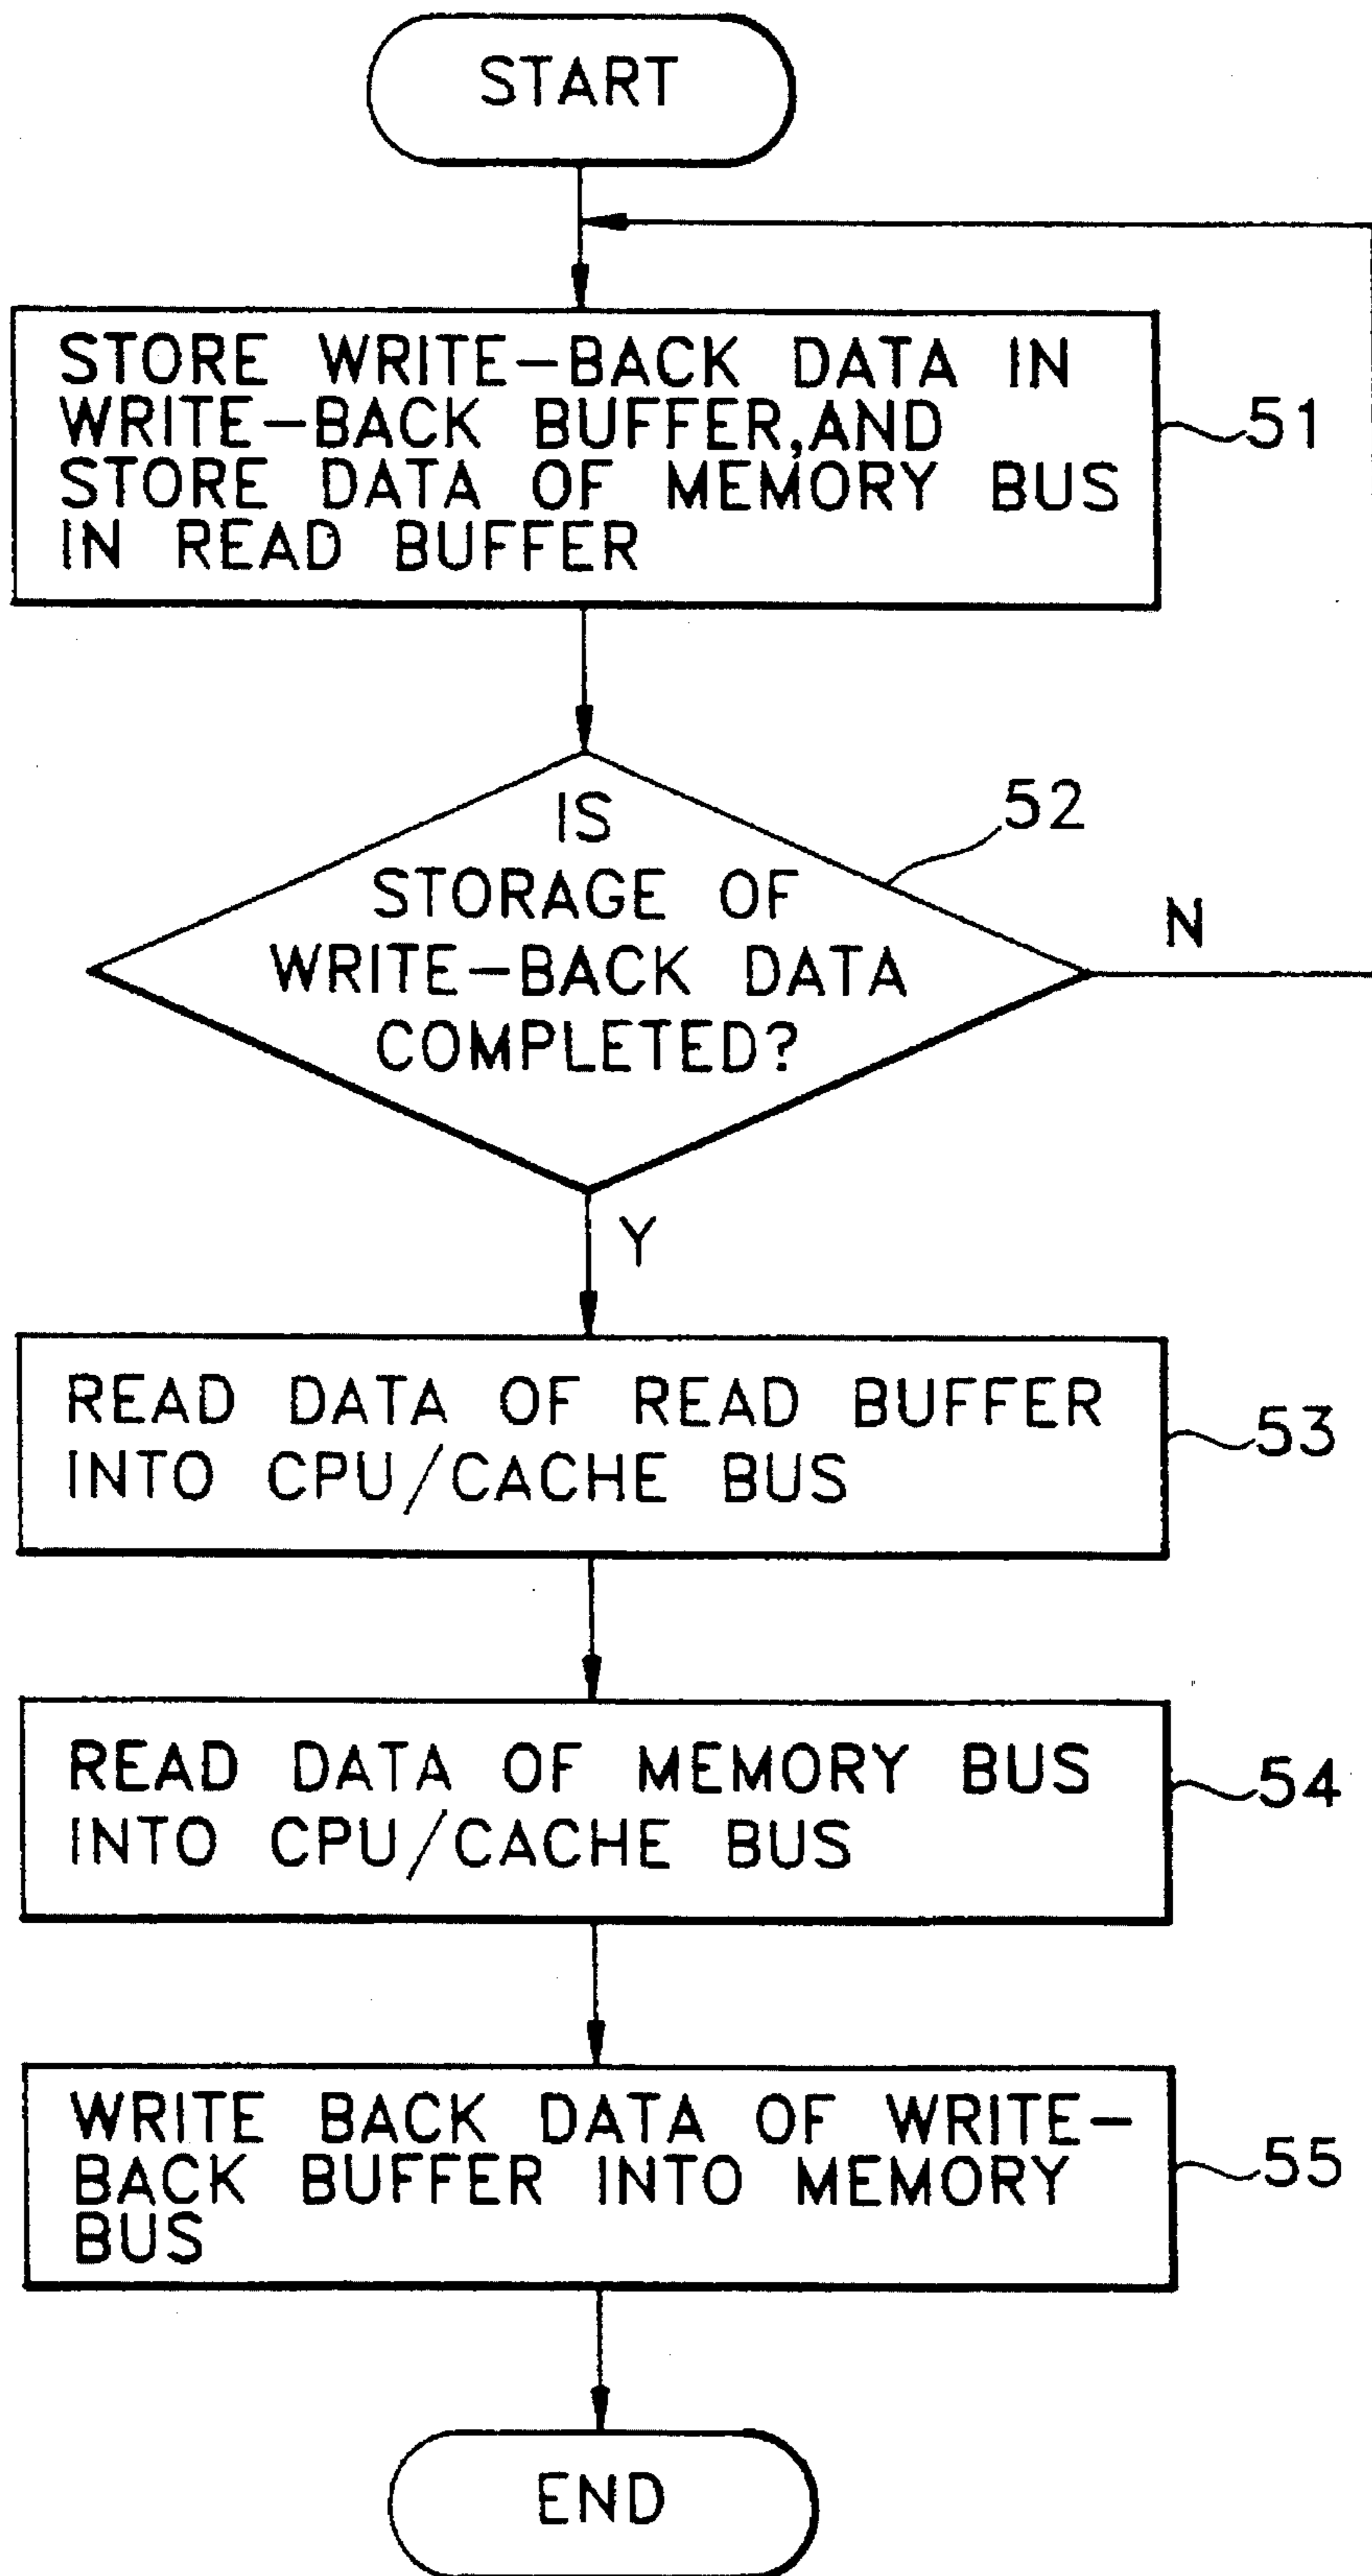 START
STORE WRITE-BACK DATA IN
WRITE-BACK BUFFER,AND
STORE DATA OF MEMORY BUS
IN READ BUFFER
51
IS
STORAGE OF
WRITE-BACK DATA
COMPLETED?
52
N
Y
READ DATA OF READ BUFFER
INTO CPU/CACHE BUS
53
READ DATA OF MEMORY BUS
INTO CPU/CACHE BUS
54
WRITE BACK DATA OF WRITE-
BACK BUFFER INTO MEMORY
BUS
55
END